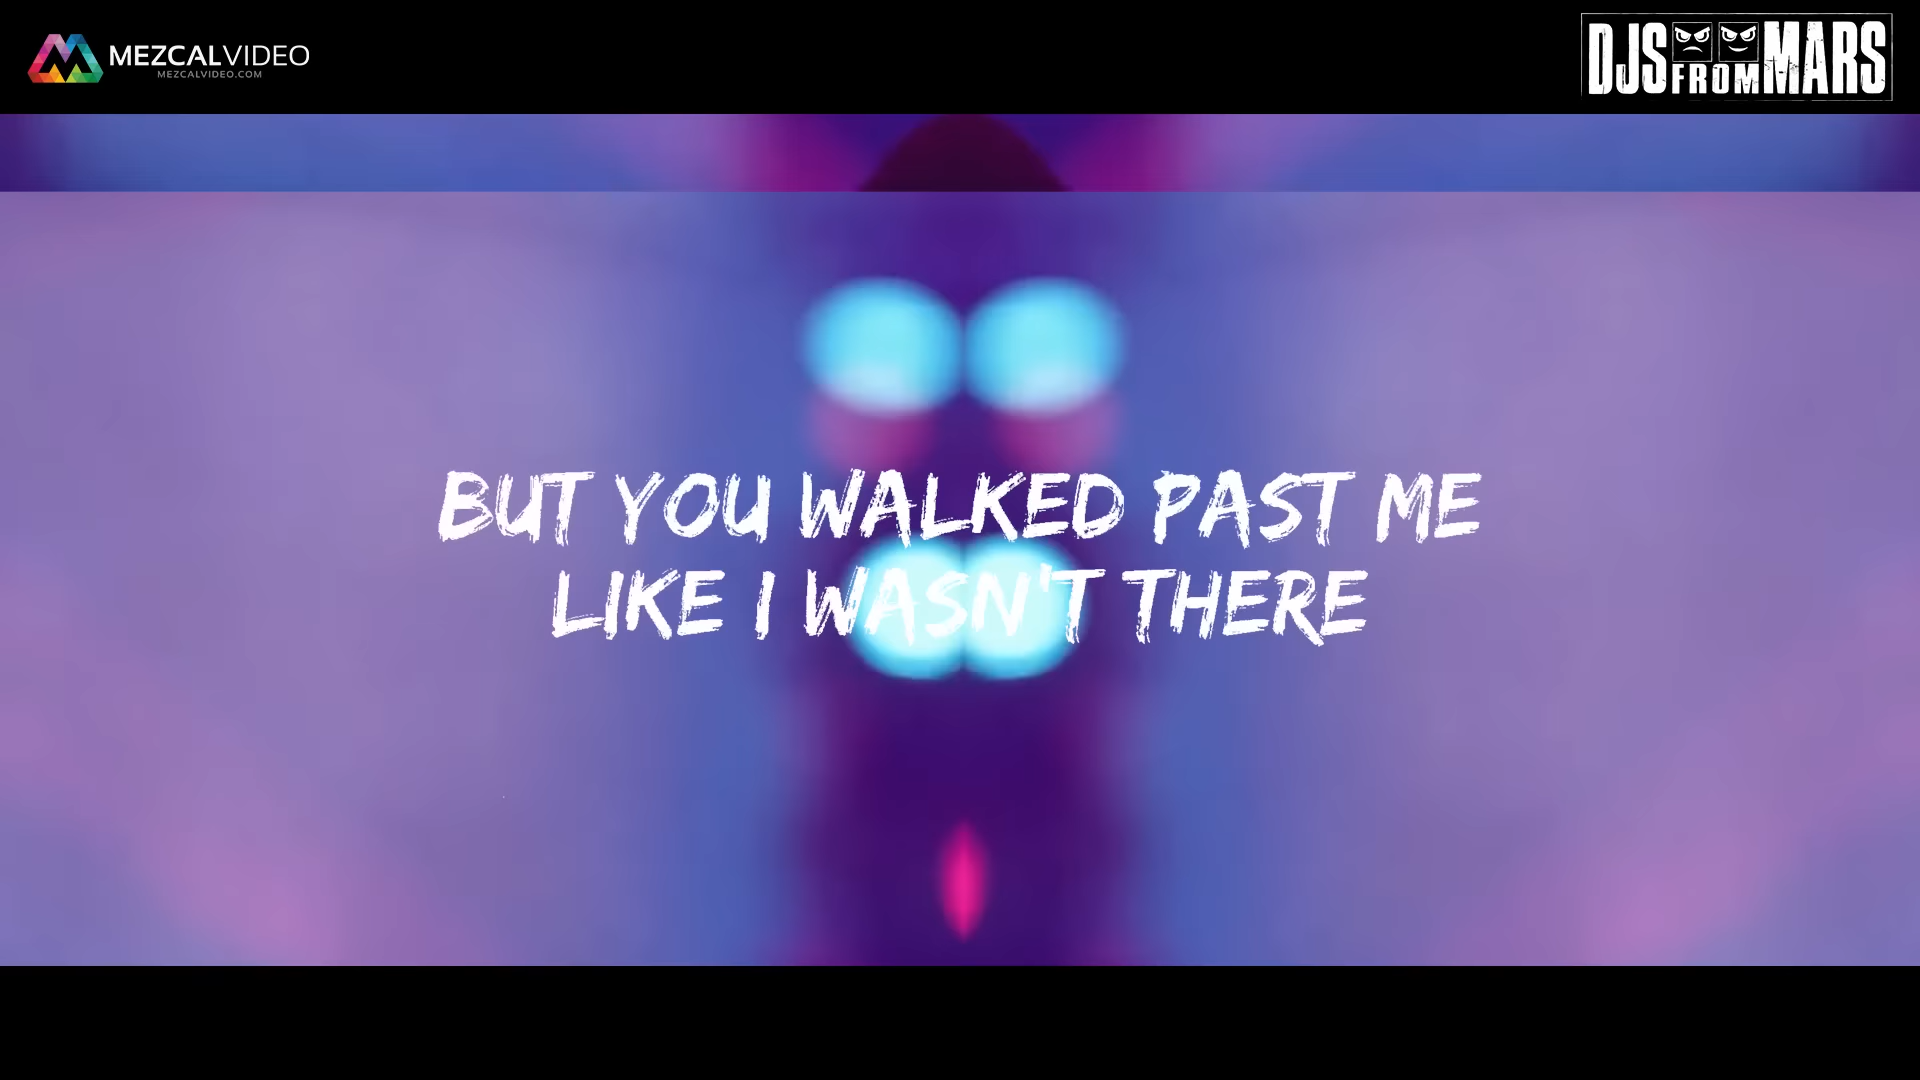 MEZCALVIDEO
MEZCALVIDEO.COM
DJS FROM MARS
BUT YOU WALKED PAST ME
LIKE I WASN'T THERE